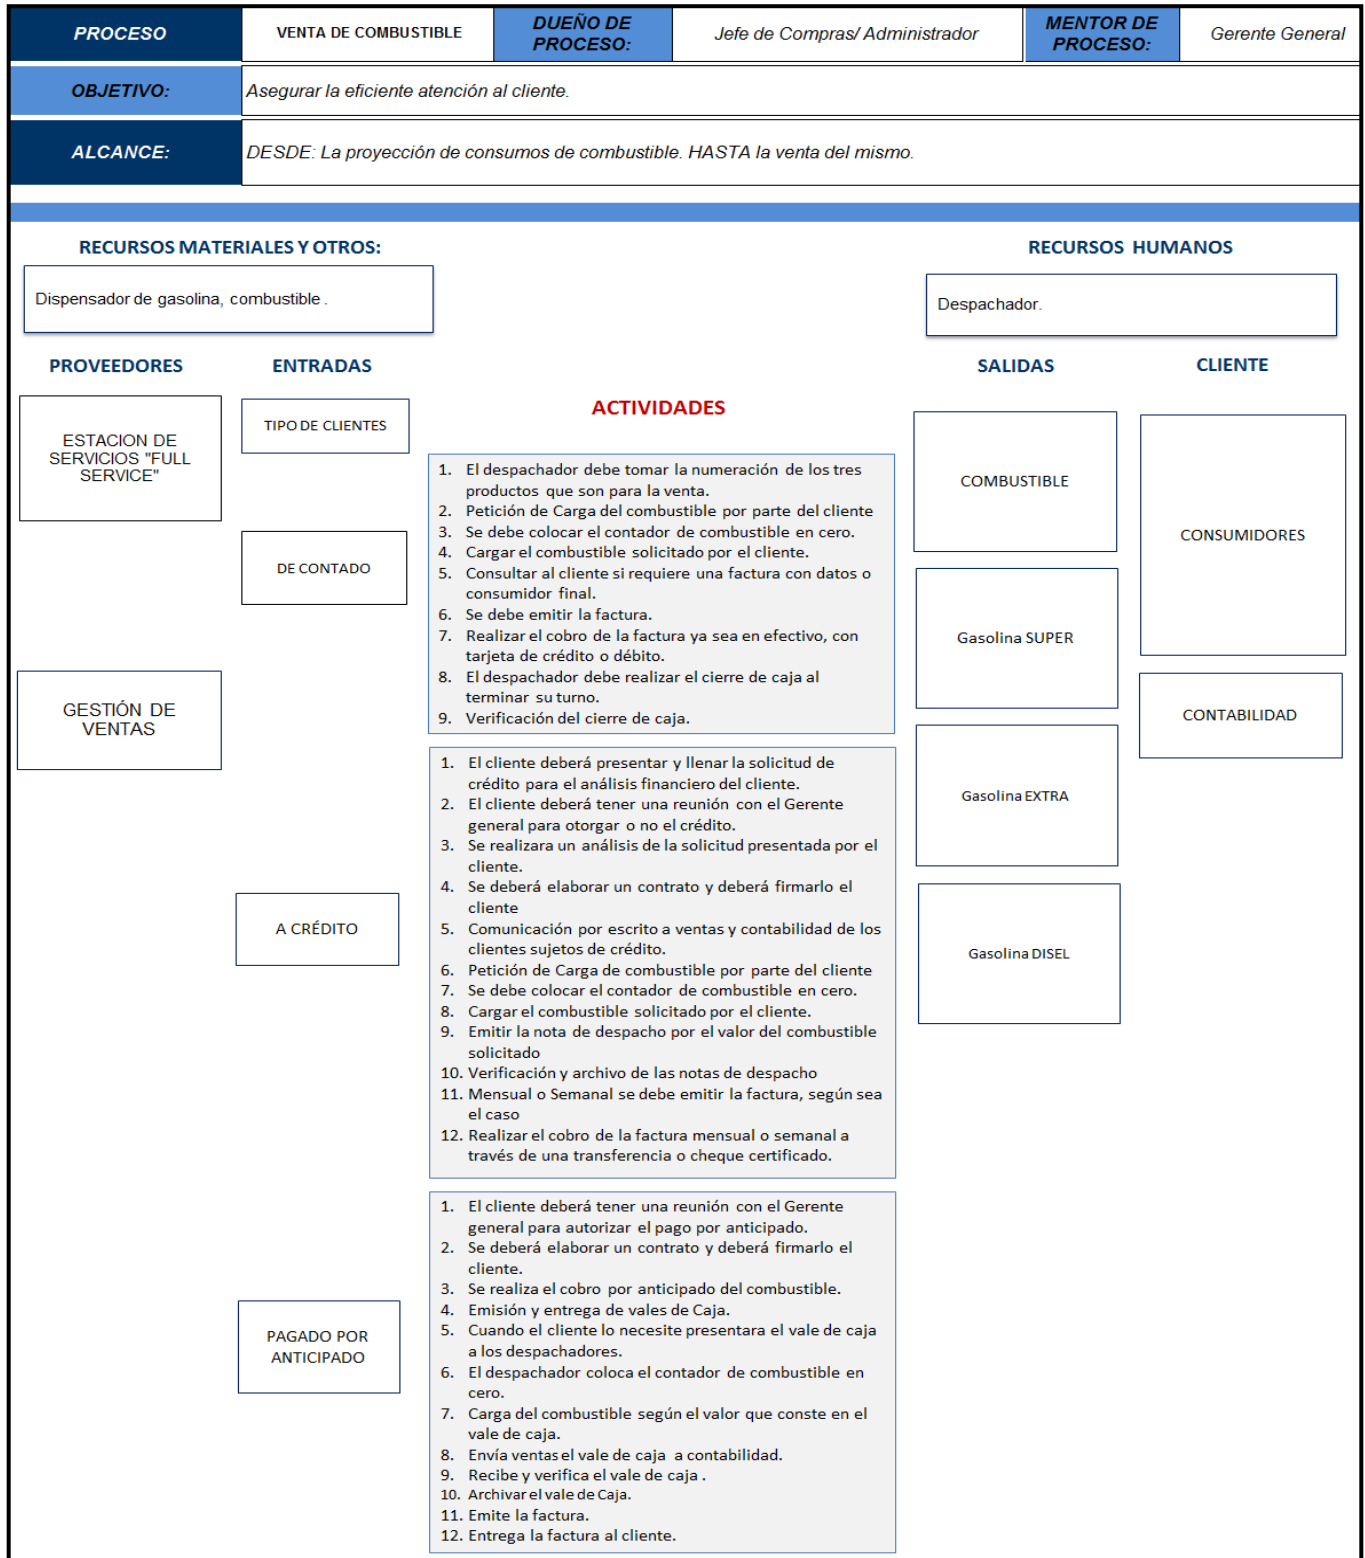 PROCESO
VENTA DE COMBUSTIBLE
DUEÑO DE
PROCESO:
Jefe de Compras/ Administrador
MENTOR DE
PROCESO:
Gerente General
OBJETIVO:
Asegurar la eficiente atención al cliente.
ALCANCE:
DESDE: La proyección de consumos de combustible. HASTA la venta del mismo.
RECURSOS MATERIALES Y OTROS:
RECURSOS HUMANOS
Dispensador de gasolina, combustible .
Despachador.
PROVEEDORES
ENTRADAS
SALIDAS
CLIENTE
ACTIVIDADES
ESTACION DE
SERVICIOS "FULL
SERVICE"
GESTIÓN DE
VENTAS
TIPO DE CLIENTES
DE CONTADO
1. El despachador debe tomar la numeración de los tres
productos que son para la venta.
2. Petición de Carga del combustible por parte del cliente
3. Se debe colocar el contador de combustible en cero.
4. Cargar el combustible solicitado por el cliente.
5. Consultar al cliente si requiere una factura con datos o
consumidor final.
6. Se debe emitir la factura.
7. Realizar el cobro de la factura ya sea en efectivo, con
tarjeta de crédito o débito.
8. El despachador debe realizar el cierre de caja al
terminar su turno.
9. Verificación del cierre de caja.
A CRÉDITO
1. El cliente deberá presentar y llenar la solicitud de
crédito para el análisis financiero del cliente.
2. El cliente deberá tener una reunión con el Gerente
general para otorgar o no el crédito.
3. Se realizara un análisis de la solicitud presentada por el
cliente.
4. Se deberá elaborar un contrato y deberá firmarlo el
cliente
5. Comunicación por escrito a ventas y contabilidad de los
clientes sujetos de crédito.
6. Petición de Carga de combustible por parte del cliente
7. Se debe colocar el contador de combustible en cero.
8. Cargar el combustible solicitado por el cliente.
9. Emitir la nota de despacho por el valor del combustible
solicitado
10. Verificación y archivo de las notas de despacho
11. Mensual o Semanal se debe emitir la factura, según sea
el caso
12. Realizar el cobro de la factura mensual o semanal a
través de una transferencia o cheque certificado.
PAGADO POR
ANTICIPADO
1. El cliente deberá tener una reunión con el Gerente
general para autorizar el pago por anticipado.
2. Se deberá elaborar un contrato y deberá firmarlo el
cliente.
3. Se realiza el cobro por anticipado del combustible.
4. Emisión y entrega de vales de Caja.
5. Cuando el cliente lo necesite presentara el vale de caja
a los despachadores.
6. El despachador coloca el contador de combustible en
cero.
7. Carga del combustible según el valor que conste en el
vale de caja.
8. Envía ventas el vale de caja a contabilidad.
9. Recibe y verifica el vale de caja .
10. Archivar el vale de Caja.
11. Emite la factura.
12. Entrega la factura al cliente.
COMBUSTIBLE
Gasolina SUPER
Gasolina EXTRA
Gasolina DISEL
CONSUMIDORES
CONTABILIDAD